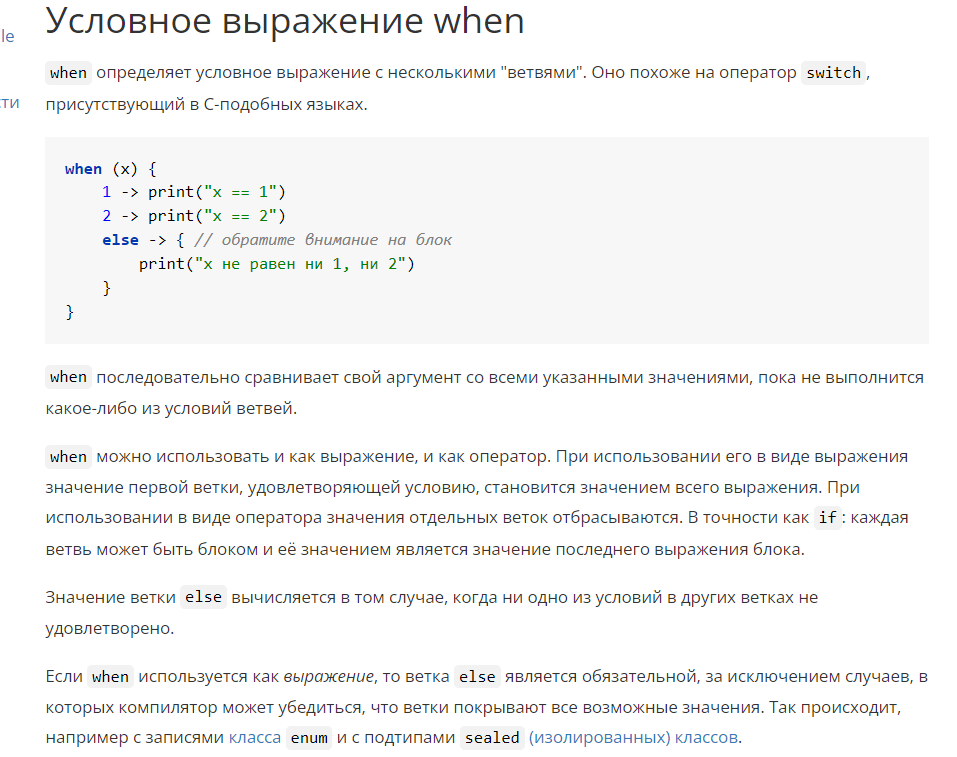 Условное выражение when
le
when определяет условное выражение с несколькими "ветвями". Оно похоже на оператор switch,
сти
присутствующий в C-подобных языках.
when (x) {
    1 -> print("x == 1")
    2 -> print("x == 2")
    else -> { // обратите внимание на блок
        print("x не равен ни 1, ни 2")
    }
}
when последовательно сравнивает свой аргумент со всеми указанными значениями, пока не выполнится
какое-либо из условий ветвей.
when можно использовать и как выражение, и как оператор. При использовании его в виде выражения
значение первой ветки, удовлетворяющей условию, становится значением всего выражения. При
использовании в виде оператора значения отдельных веток отбрасываются. В точности как if: каждая
ветвь может быть блоком и её значением является значение последнего выражения блока.
Значение ветки else вычисляется в том случае, когда ни одно из условий в других ветках не
удовлетворено.
Если when используется как выражение, то ветка else является обязательной, за исключением случаев, в
которых компилятор может убедиться, что ветки покрывают все возможные значения. Так происходит,
например с записями класса enum и с подтипами sealed (изолированных) классов.